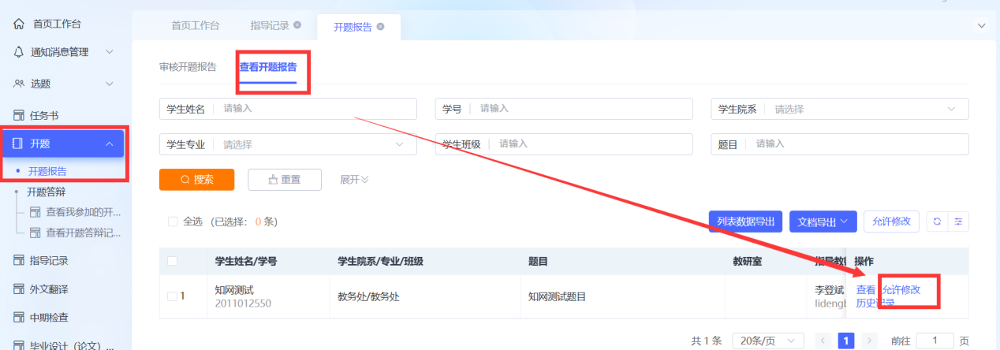 首页工作台
通知消息管理
选题
任务书
开题
开题报告
开题答辩
查看我参加的开...
查看开题答辩记...
指导记录
外文翻译
中期检查
毕业设计（论文）...
首页工作台 指导记录 开题报告
审核开题报告 查看开题报告
学生姓名 请输入 学号 请输入 学生院系 请选择
学生专业 请选择 学生班级 请输入 题目 请输入
搜索 重置 展开
全选 (已选择： 0 条) 列表数据导出 文档导出 允许修改
学生姓名/学号 学生院系/专业/班级 题目 教研室 指导教 操作
1 知网测试 教务处/教务处 知网测试题目 李登斌 查看 允许修改
2011012550 lideng 历史记录
共 1 条 20条/页 1 前往 1 页